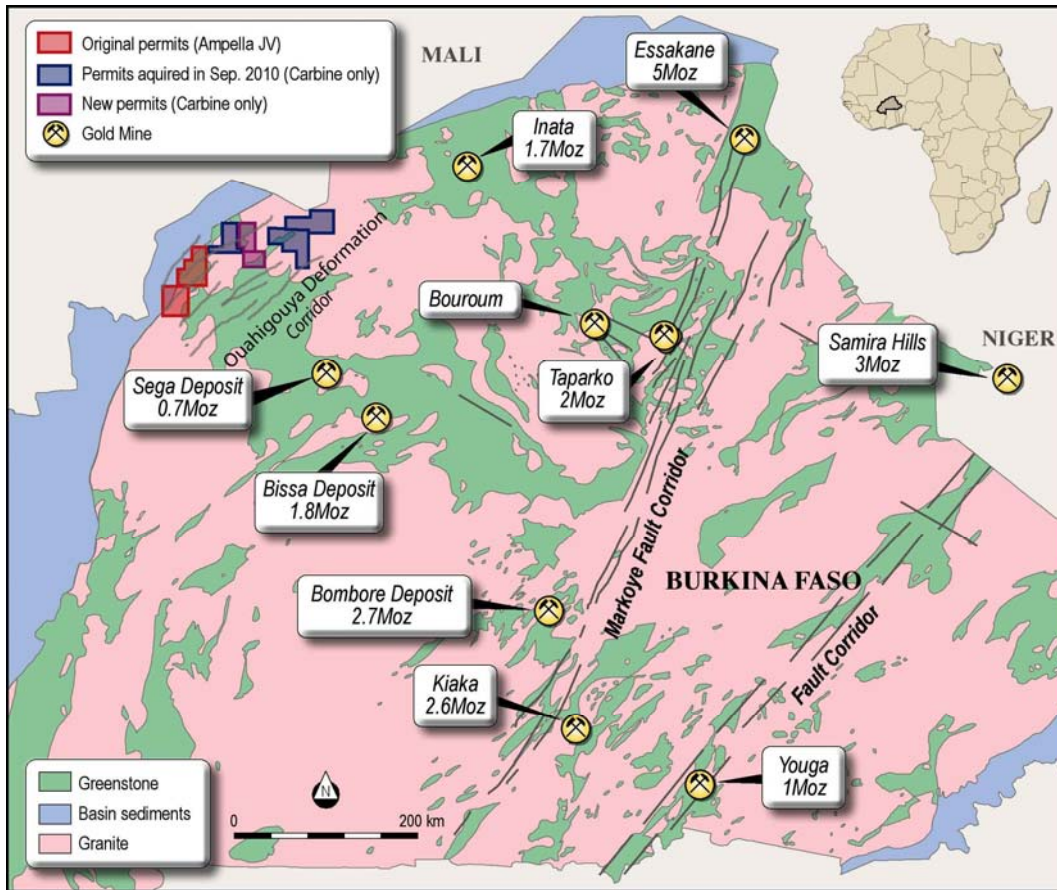 Original permits (Ampella JV)
Permits aquired in Sep. 2010 (Carbine only)
New permits (Carbine only)
Gold Mine
MALI
Essakane
5Moz
Inata
1.7Moz
Ouahigouya Deformation
Corridor
Bouroum
NIGER
Samira Hills
3Moz
Sega Deposit
0.7Moz
Taparko
2Moz
Bissa Deposit
1.8Moz
Markoye Fault Corridor
BURKINA FASO
Bombore Deposit
2.7Moz
Fault Corridor
Kiaka
2.6Moz
Youga
1Moz
Greenstone
Basin sediments
Granite
N
0 200 km